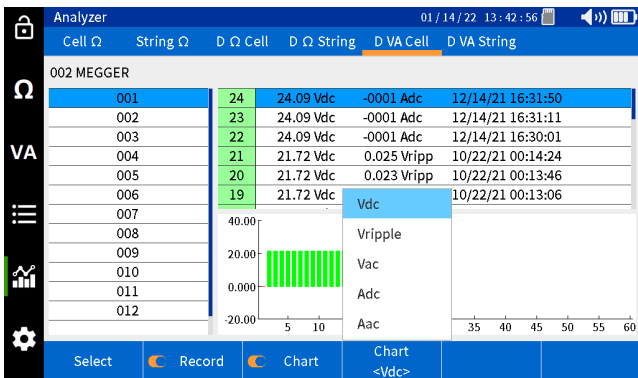 Analyzer 01/14/22 13:42:56
Cell Ω String Ω D Ω Cell D Ω String D VA Cell D VA String
002 MEGGER
Ω
VA
001
002
003
004
005
006
007
008
009
010
011
012
24 24.09 Vdc -0001 Adc 12/14/21 16:31:50
23 24.09 Vdc -0001 Adc 12/14/21 16:31:11
22 24.09 Vdc -0001 Adc 12/14/21 16:30:01
21 21.72 Vdc 0.025 Vripp 10/22/21 00:14:24
20 21.72 Vdc 0.023 Vripp 10/22/21 00:13:46
19 21.72 Vdc 10/22/21 00:13:06
Vdc
Vripple
Vac
Adc
Aac
40.00
20.00
0.000
-20.00
5 10 35 40 45 50 55 60
Select Record Chart Chart
<Vdc>